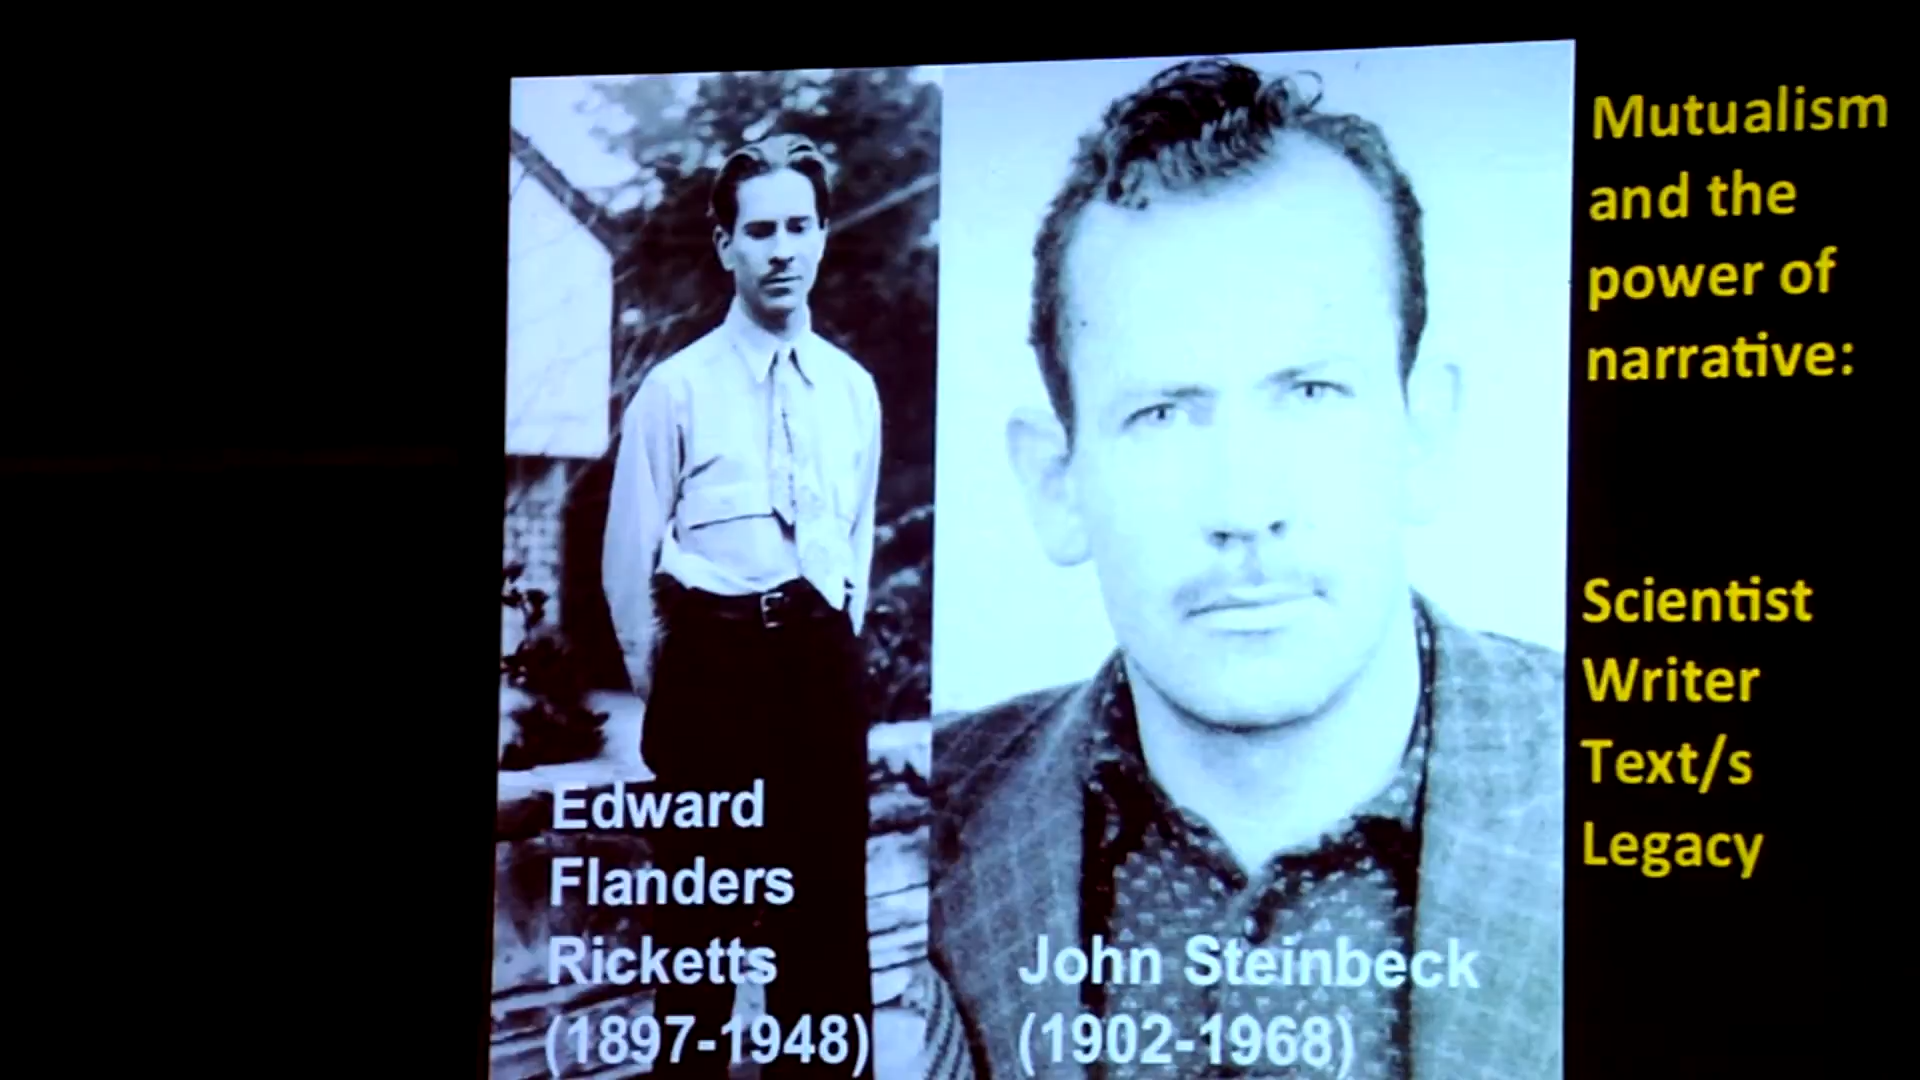 Mutualism
and the
power of
narrative:
Scientist
Writer
Text/s
Legacy
Edward
Flanders
Ricketts
(1897-1948)
John Steinbeck
(1902-1968)